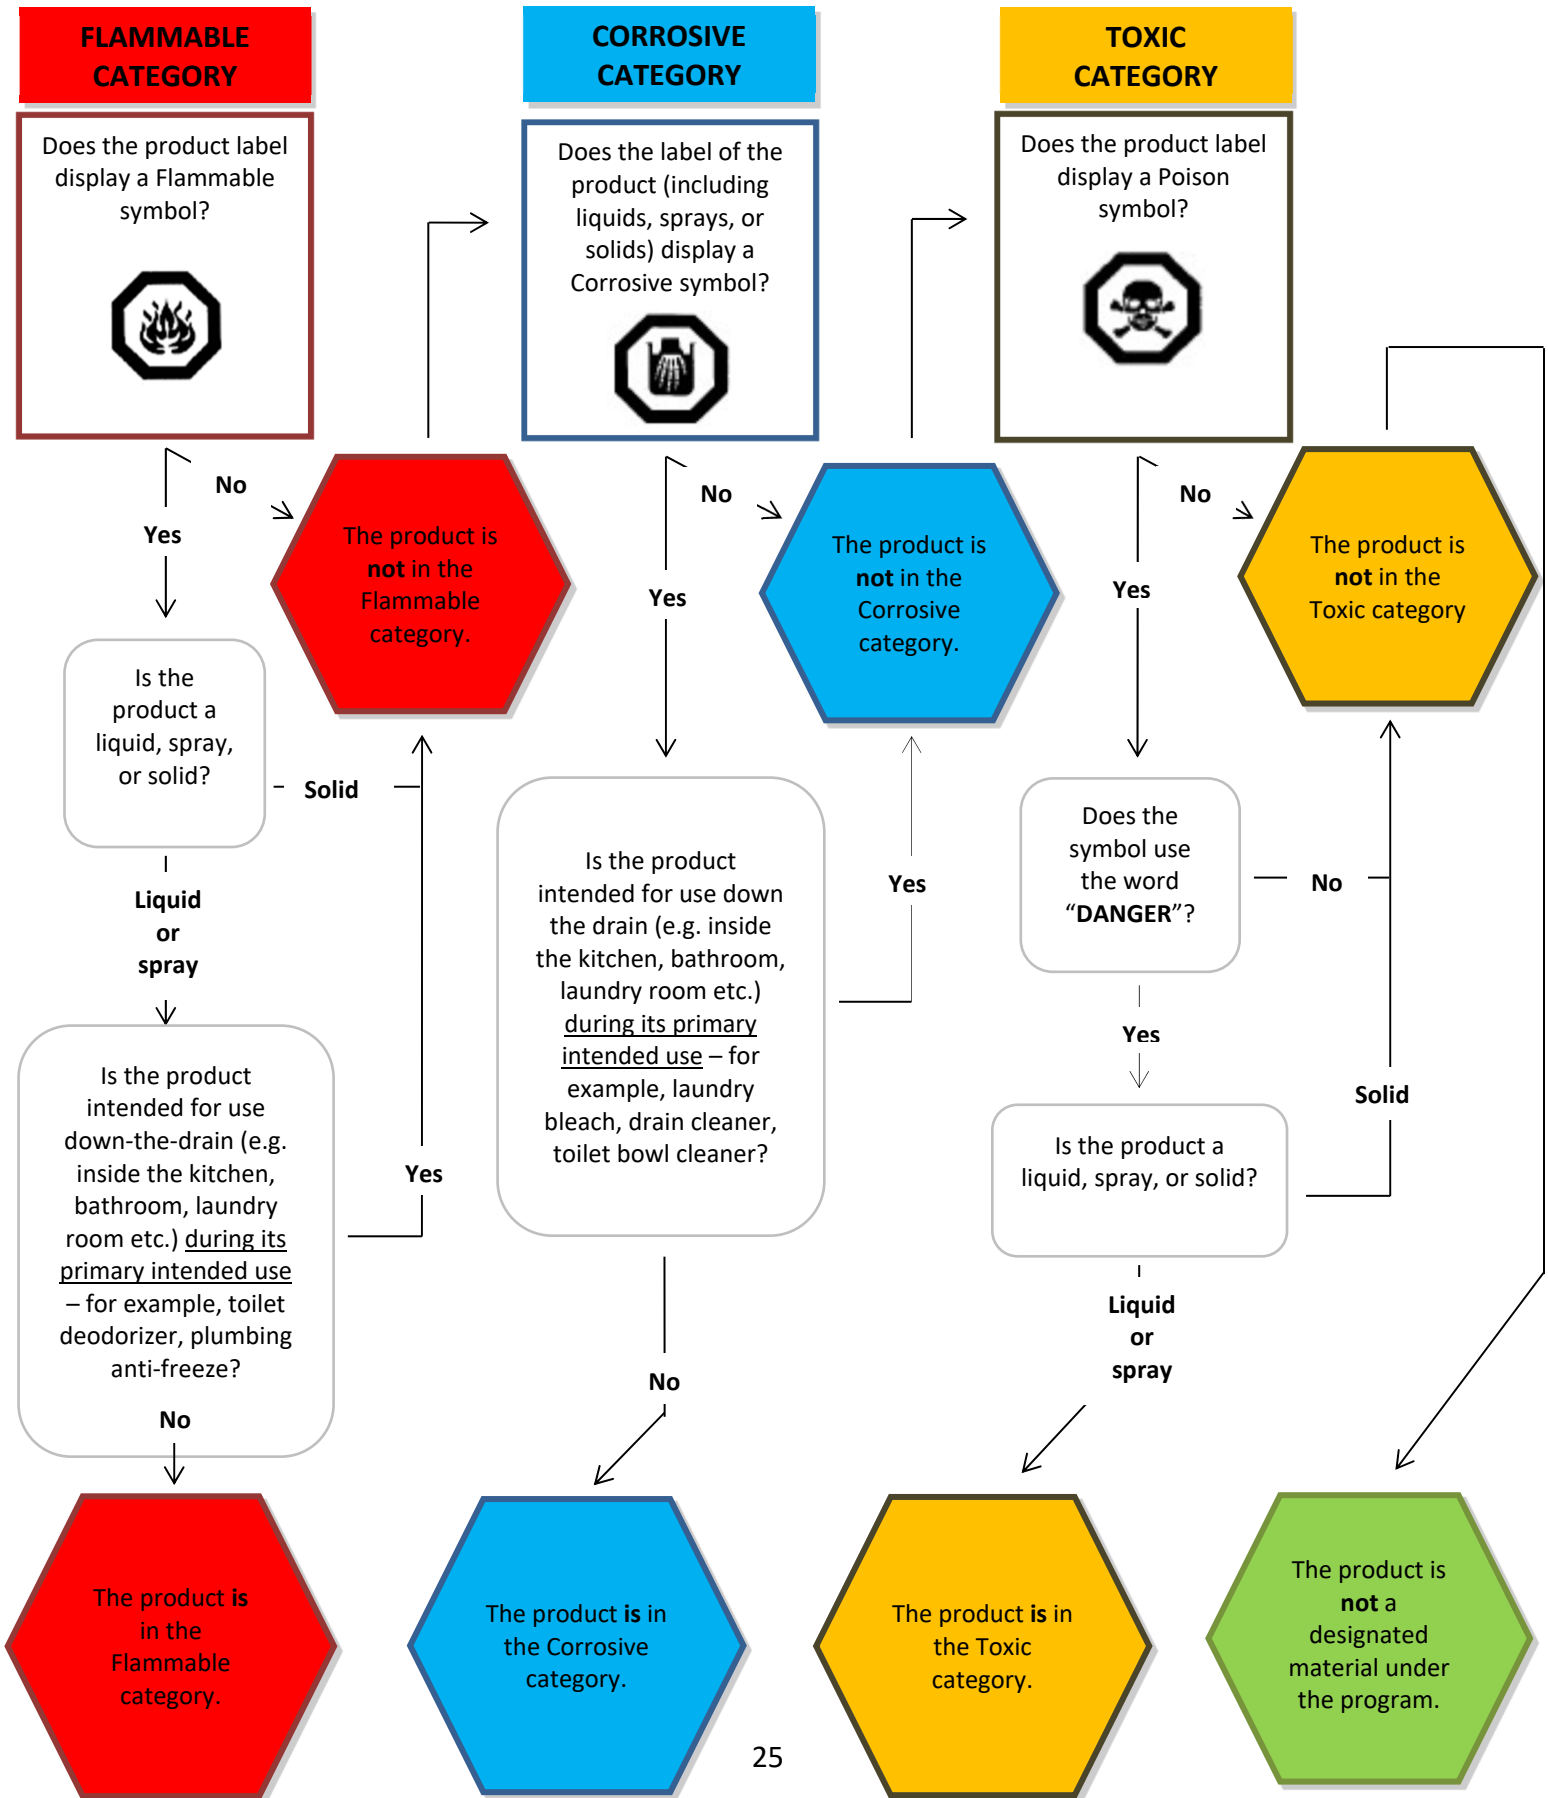 FLAMMABLE
CATEGORY
Does the product label
display a Flammable
symbol?
No
Yes
The product is
not in the
Flammable
category.
Is the
product a
liquid, spray,
or solid?
Solid
Liquid
or
spray
Is the product
intended for use
down-the-drain (e.g.
inside the kitchen,
bathroom, laundry
room etc.) during its
primary intended use
– for example, toilet
deodorizer, plumbing
anti-freeze?
Yes
No
The product is
in the
Flammable
category.
CORROSIVE
CATEGORY
Does the label of the
product (including
liquids, sprays, or
solids) display a
Corrosive symbol?
No
Yes
The product is
not in the
Corrosive
category.
Is the product
intended for use down
the drain (e.g. inside
the kitchen, bathroom,
laundry room etc.)
during its primary
intended use – for
example, laundry
bleach, drain cleaner,
toilet bowl cleaner?
Yes
No
The product is in
the Corrosive
category.
TOXIC
CATEGORY
Does the product label
display a Poison
symbol?
No
Yes
The product is
not in the
Toxic category
Does the
symbol use
the word
“DANGER”?
No
Yes
Is the product a
liquid, spray, or solid?
Solid
Liquid
or
spray
The product is in
the Toxic
category.
The product is
not a
designated
material under
the program.
25